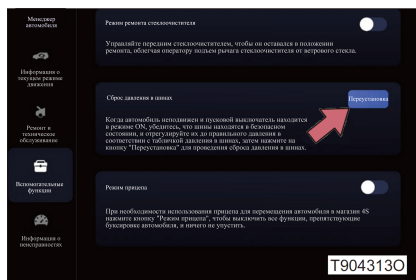 Менеджер
автомобиля
Информация о
текущем режиме
движения
Ремонт и
техническое
обслуживание
Вспомогательные
функции
Информация о
неисправностях
Режим ремонта стеклоочистителя
Управляйте передним стеклоочистителем, чтобы он оставался в положении
ремонта, облегчая оператору подъем рычага стеклоочистителя от ветрового стекла.
Сброс давления в шинах
Переустановка
Когда автомобиль неподвижен и пусковой выключатель находится
в режиме ON, убедитесь, что шины находятся в безопасном
состоянии, и отрегулируйте их до правильного давления в
соответствии с табличкой давления в шинах, затем нажмите на
кнопку "Переустановка" для проведения сброса давления в шинах.
Режим прицепа
При необходимости использования прицепа для перемещения автомобиля в магазин 4S
нажмите кнопку "Режим прицепа", чтобы выключить все функции, препятствующие
буксировке автомобиля, и ничего не упустить.
T904313O